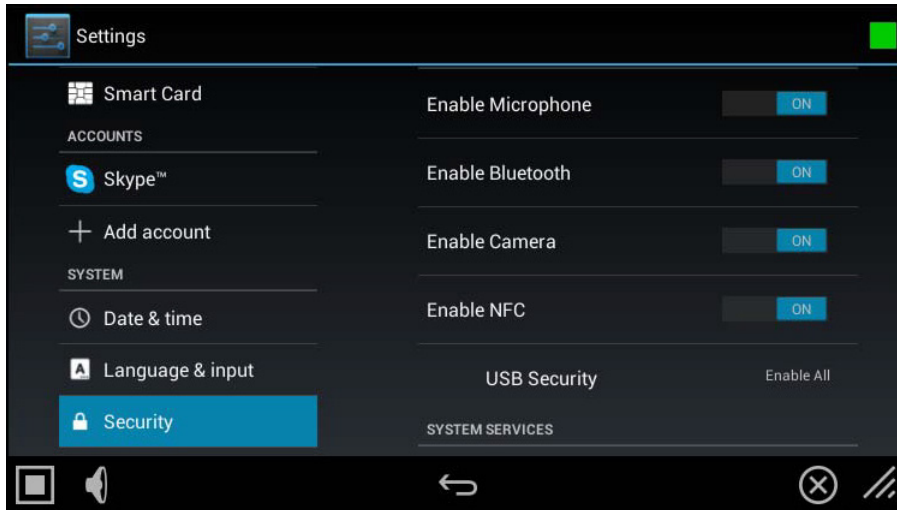 Settings
Smart Card
ACCOUNTS
Skype™
Add account
SYSTEM
Date & time
Language & input
Security
Enable Microphone ON
Enable Bluetooth ON
Enable Camera ON
Enable NFC ON
USB Security Enable All
SYSTEM SERVICES